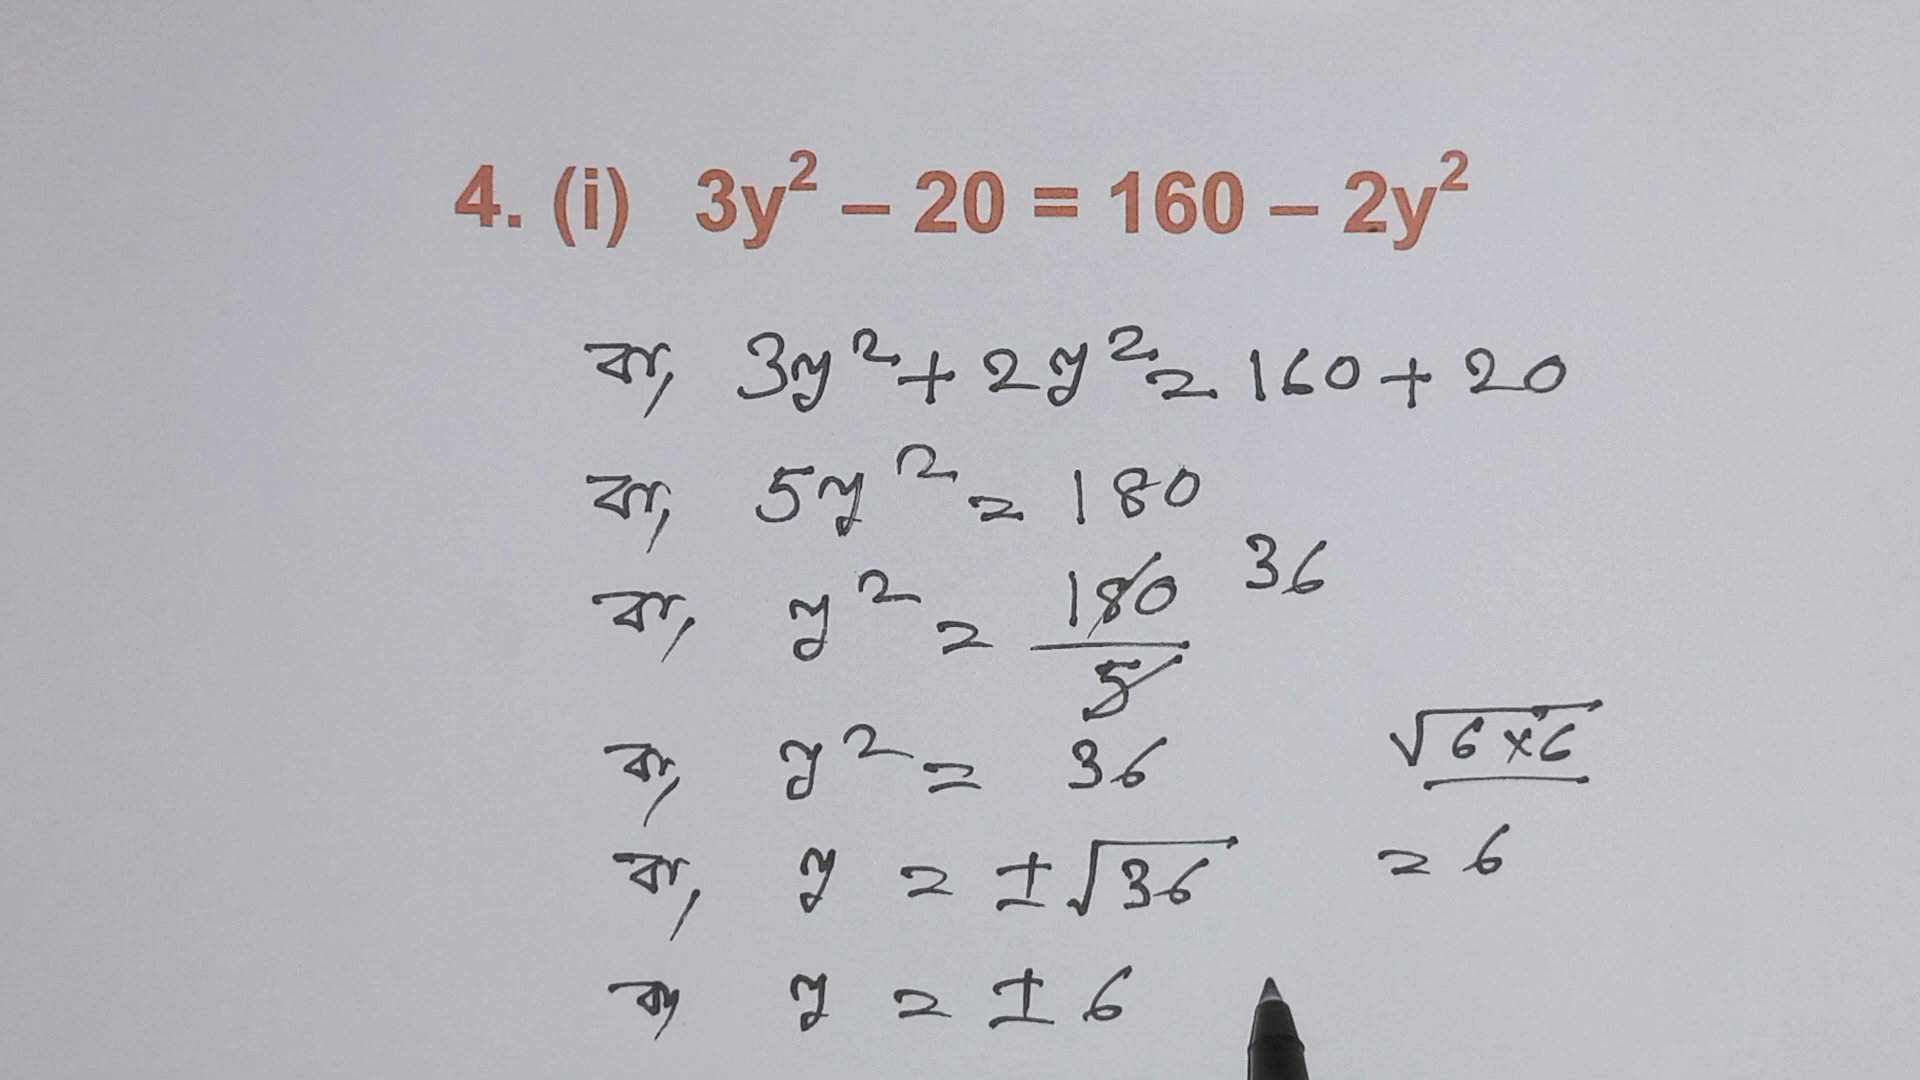 4. (i) 3y² – 20 = 160 – 2y²
বা, 3y² + 2y² = 160 + 20
বা, 5y² = 180
বা, y² = 180/5 36
বা, y² = 36
√6×6
বা, y = ±√36
= 6
বা, y = ± 6